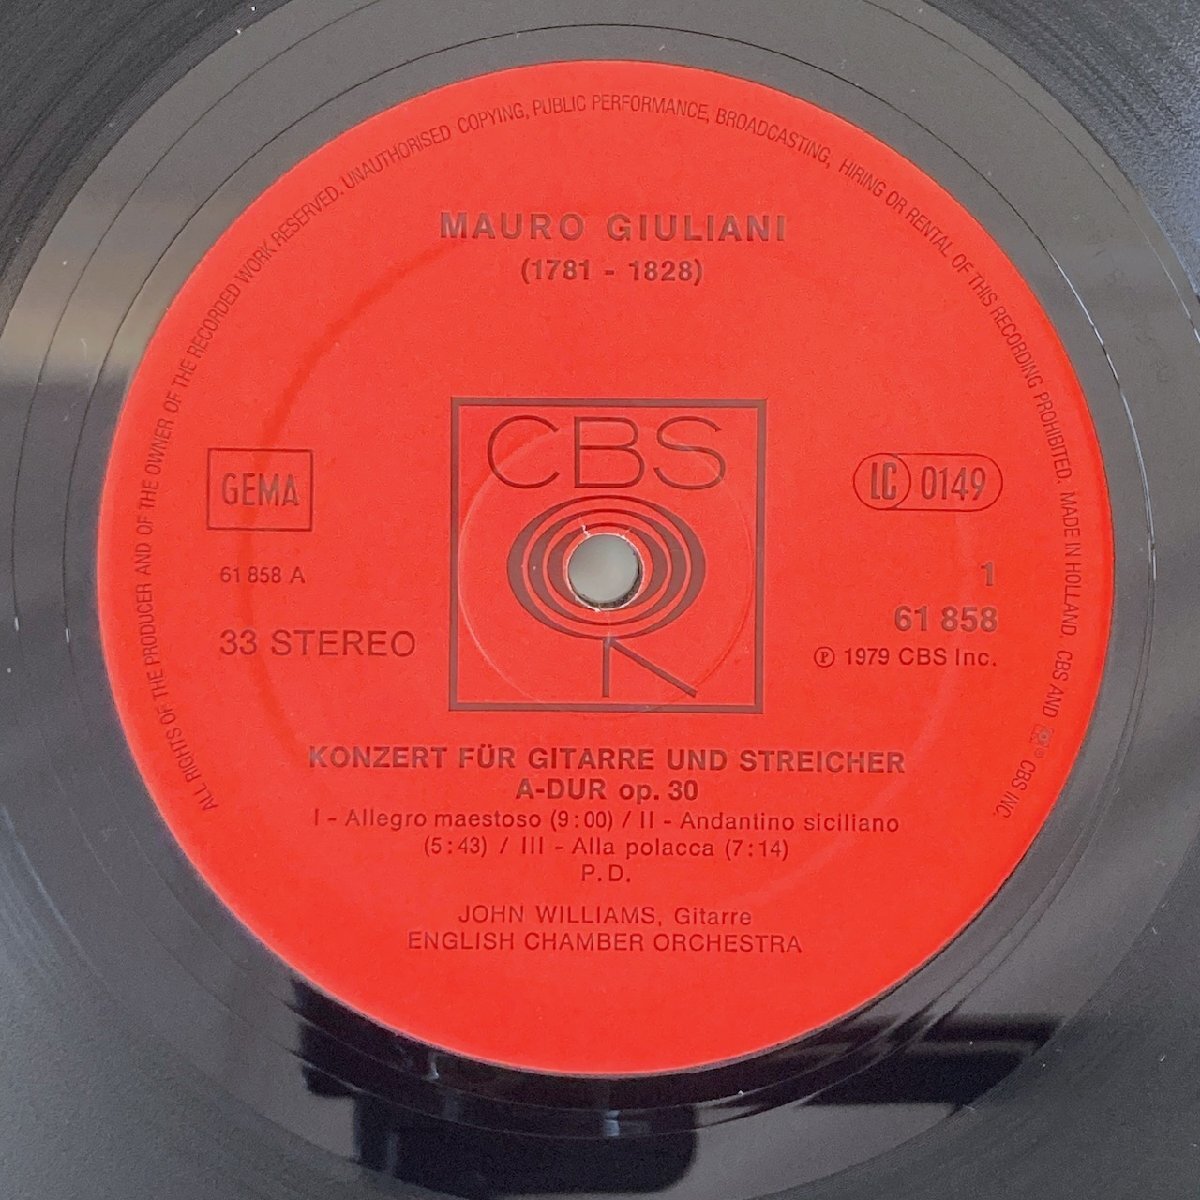 ALL RIGHTS OF THE PRODUCER AND OF THE OWNER OF THE RECORDED WORK RESERVED. UNAUTHORISED COPYING, PUBLIC PERFORMANCE, BROADCASTING, HIRING OR RENTAL OF THIS RECORDING PROHIBITED. MADE IN HOLLAND. CBS AND ® CBS INC.
MAURO GIULIANI
(1781 - 1828)
CBS
GEMA
LC 0149
61 858 A
1
33 STEREO
61 858
℗ 1979 CBS Inc.
KONZERT FÜR GITARRE UND STREICHER
A-DUR op. 30
I - Allegro maestoso (9:00) / II - Andantino siciliano
(5:43) / III - Alla polacca (7:14)
P.D.
JOHN WILLIAMS, Gitarre
ENGLISH CHAMBER ORCHESTRA